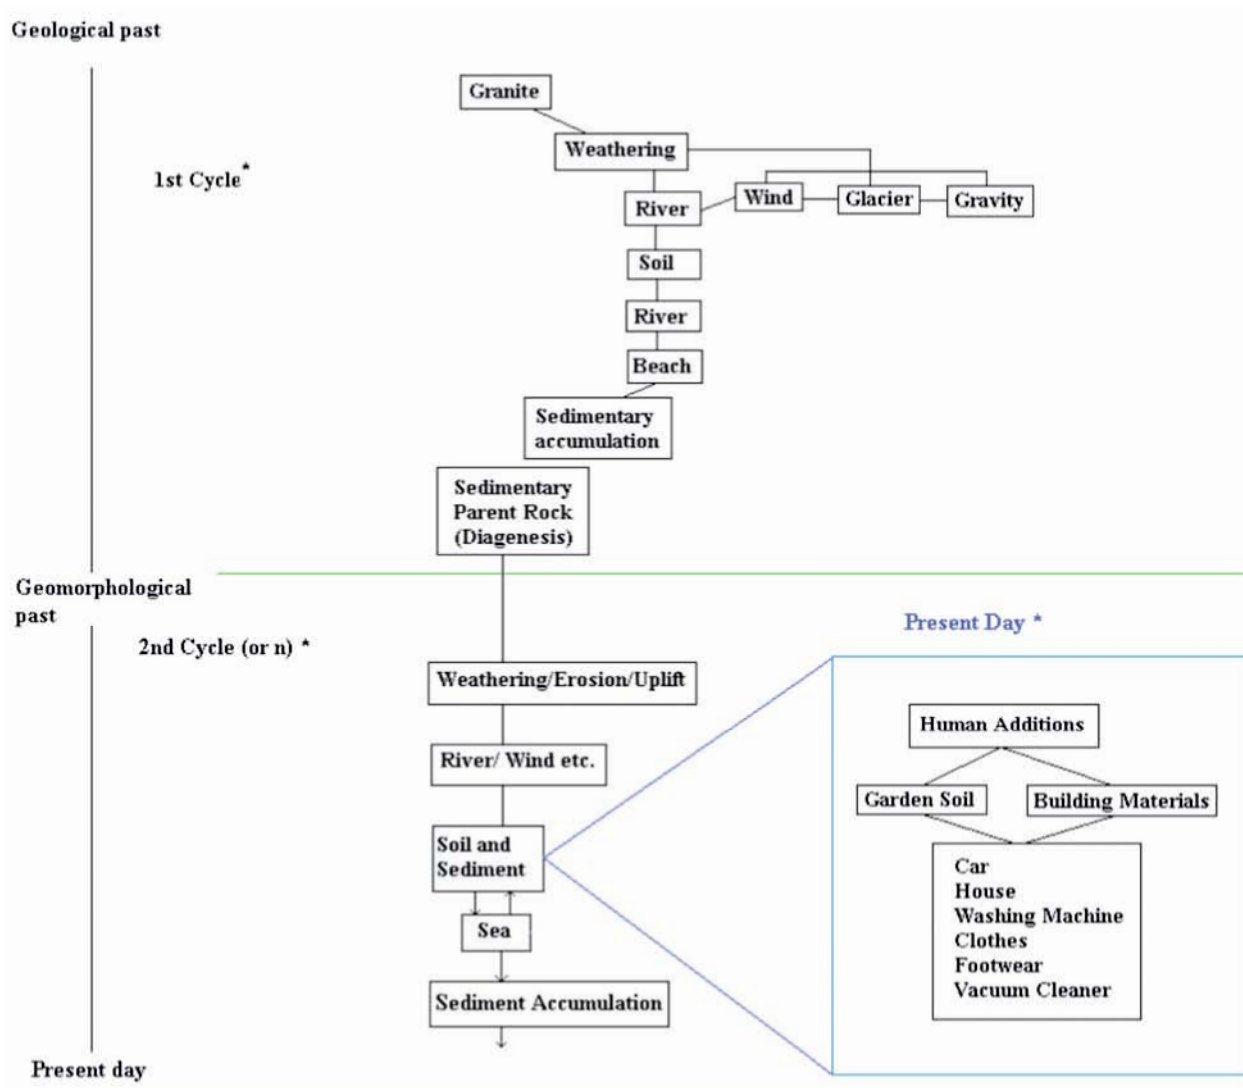 Geological past
Granite
Weathering
1st Cycle*
River
Wind
Glacier
Gravity
Soil
River
Beach
Sedimentary
accumulation
Sedimentary
Parent Rock
(Diagenesis)
Geomorphological
past
2nd Cycle (or n) *
Present Day *
Weathering/Erosion/Uplift
Human Additions
River/ Wind etc.
Garden Soil
Building Materials
Soil and
Sediment
Car
House
Washing Machine
Clothes
Footwear
Vacuum Cleaner
Sea
Sediment Accumulation
Present day